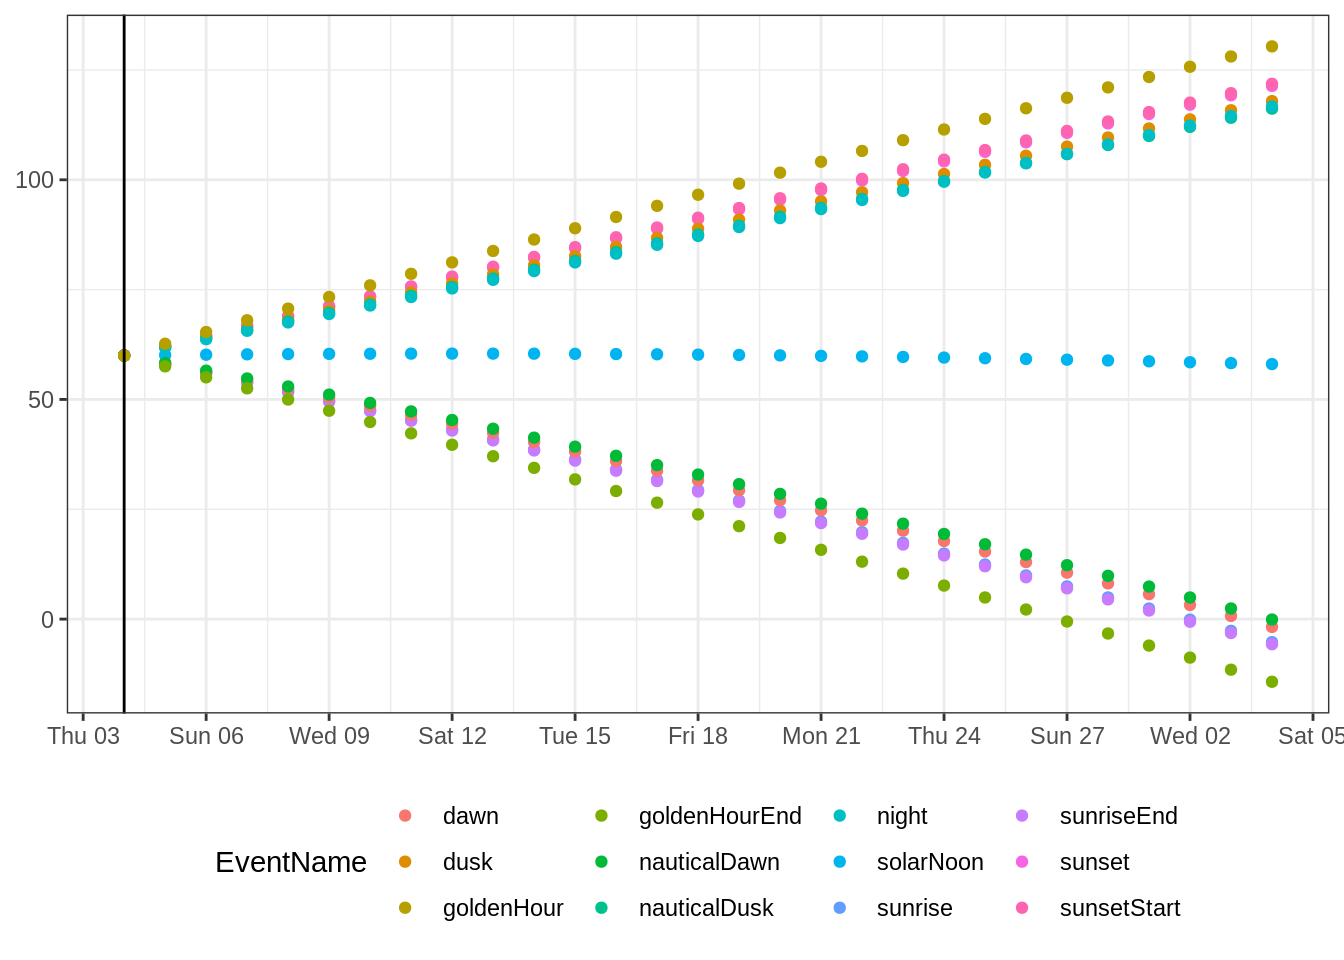 100
50
0
Thu 03 Sun 06 Wed 09 Sat 12 Tue 15 Fri 18 Mon 21 Thu 24 Sun 27 Wed 02 Sat 05
dawn goldenHourEnd night sunriseEnd
EventName dusk nauticalDawn solarNoon sunset
goldenHour nauticalDusk sunrise sunsetStart